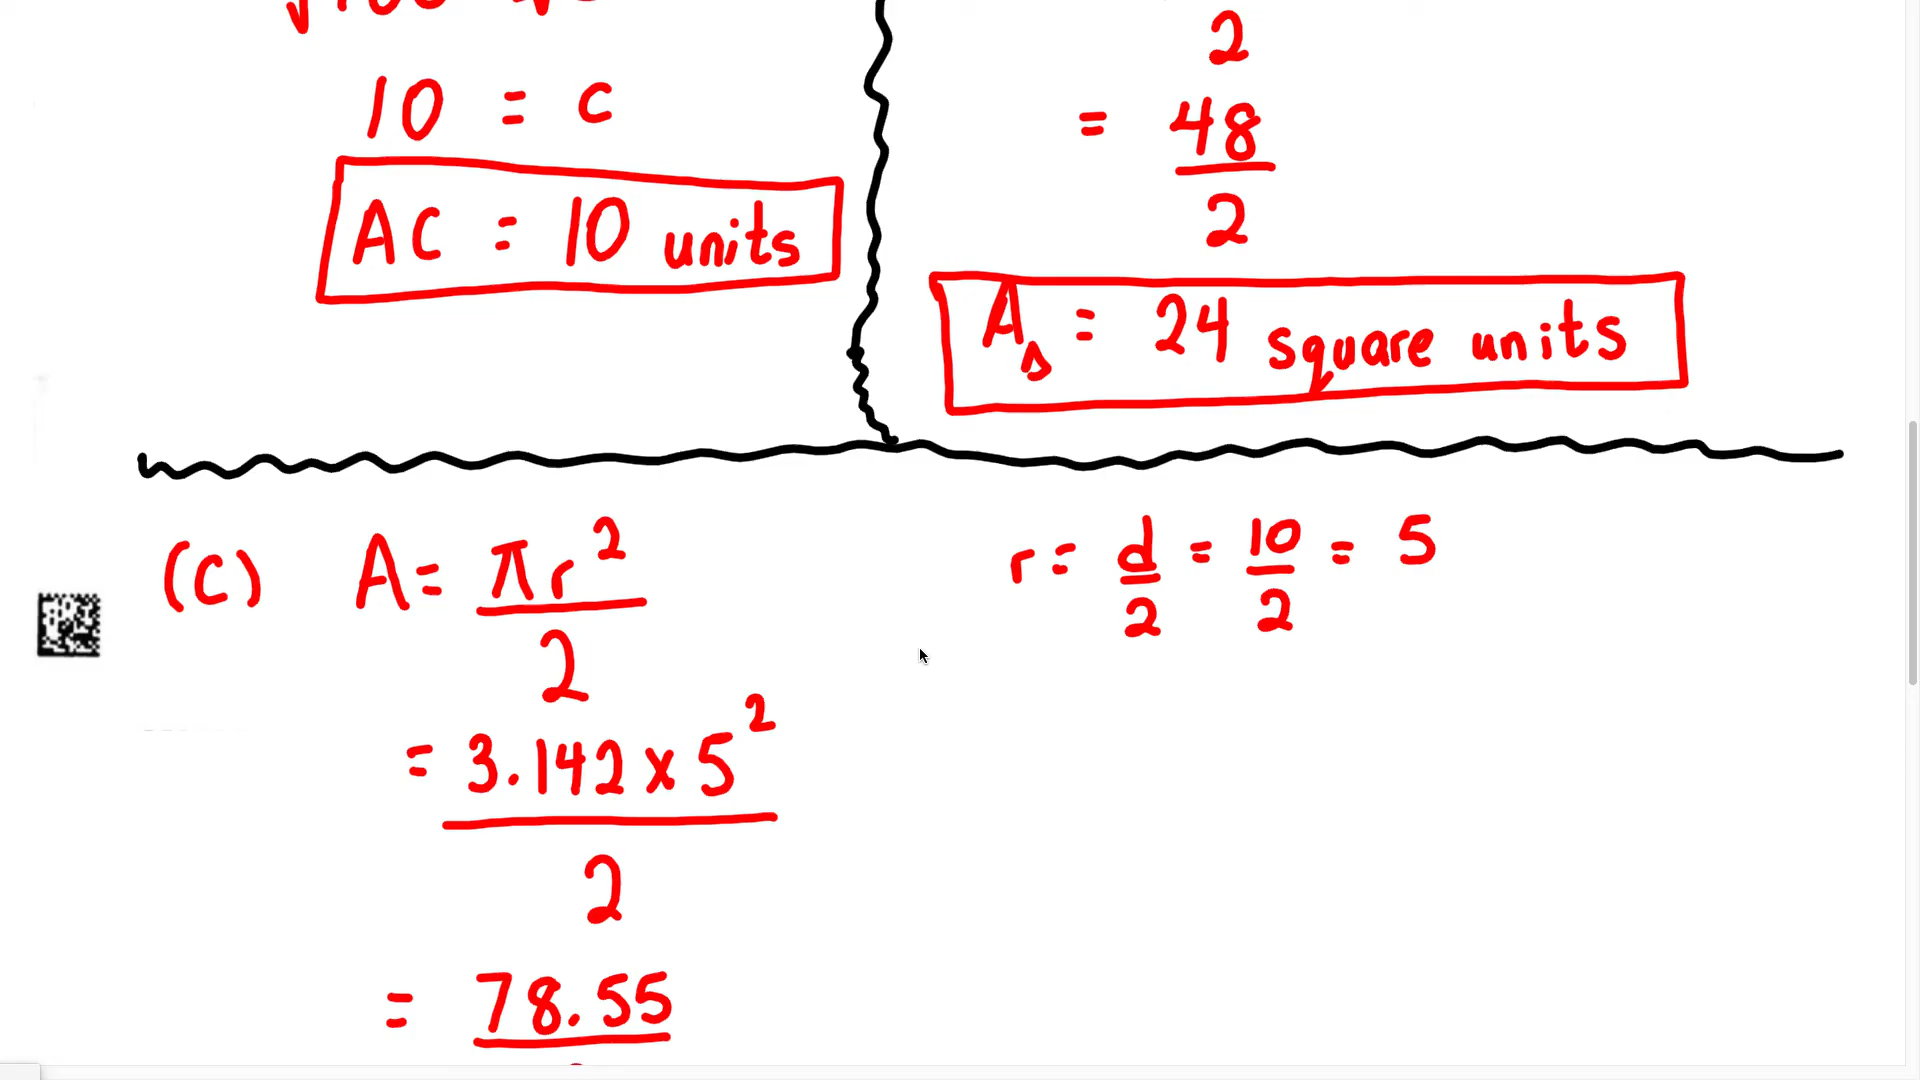 10 = c
AC = 10 units
2
= 48
2
A△ = 24 square units
(C) A = πr²
2
= 3.142 x 5²
2
= 78.55
r = d/2 = 10/2 = 5